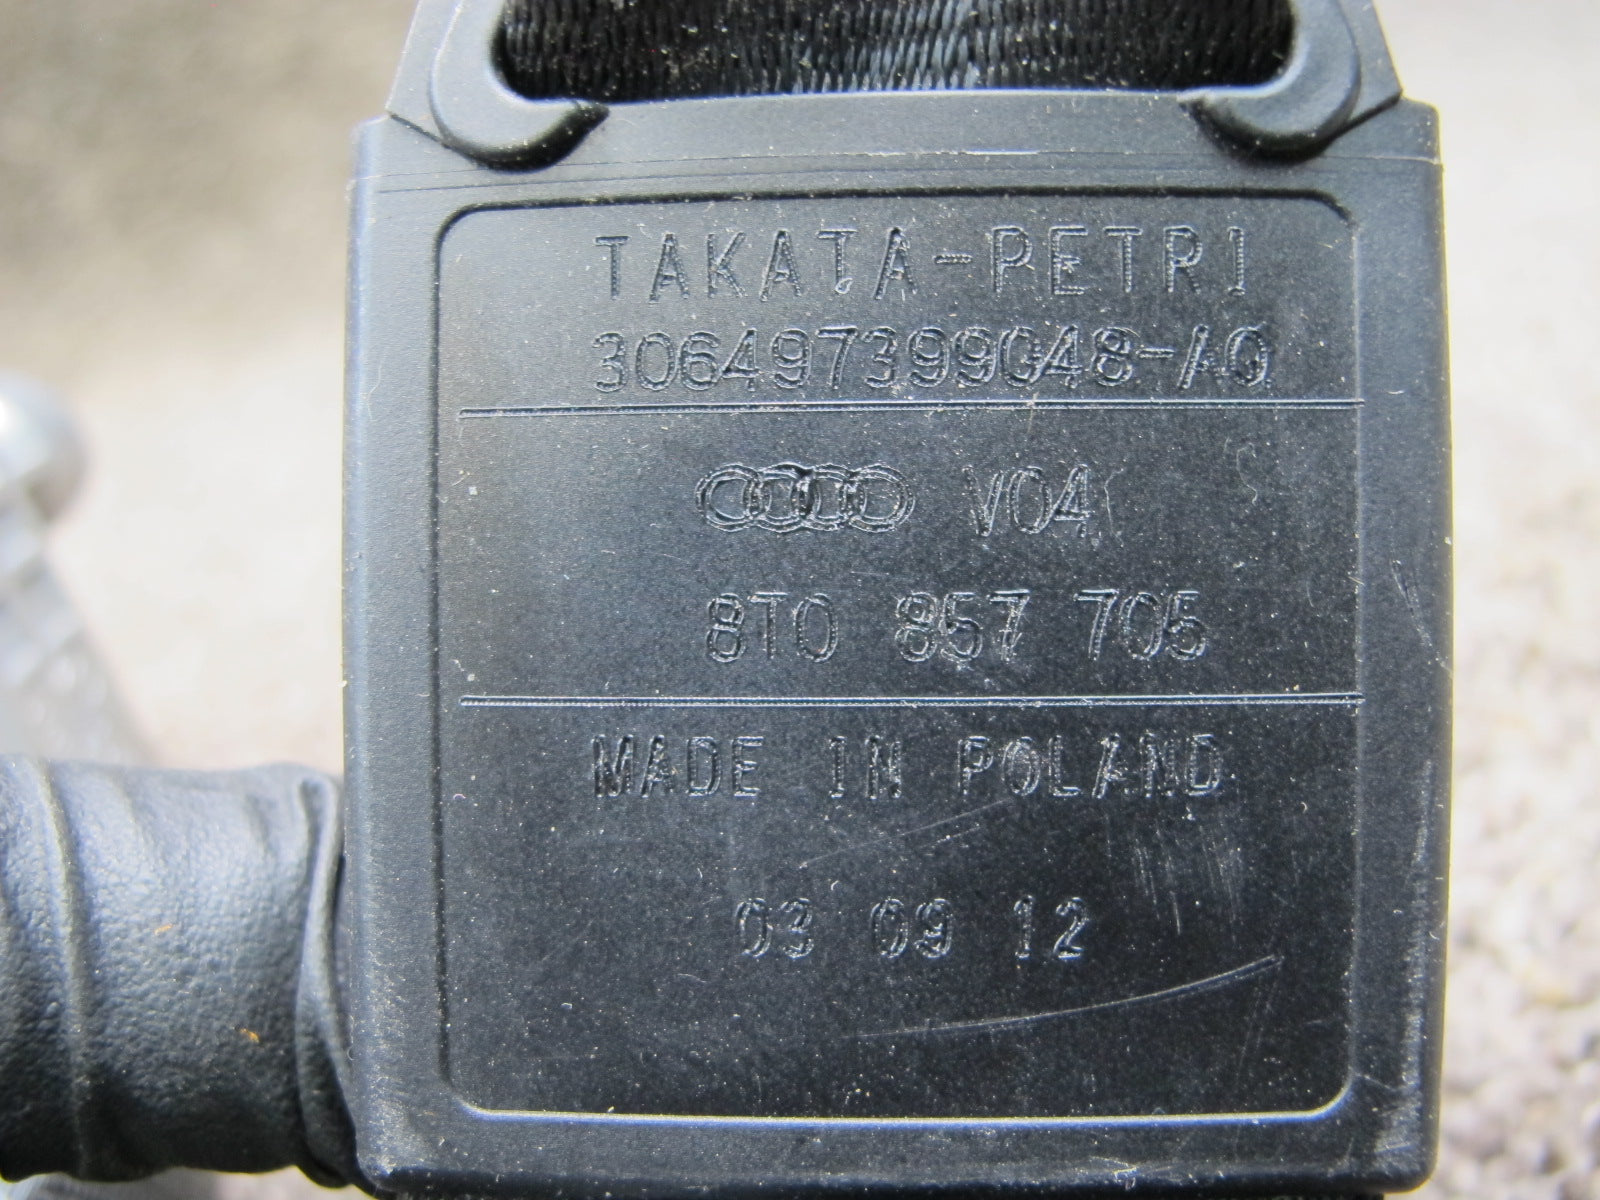 TAKATA-PETRI
306497399048-AQ
V04
8T0 857 705
MADE IN POLAND
03 09 12